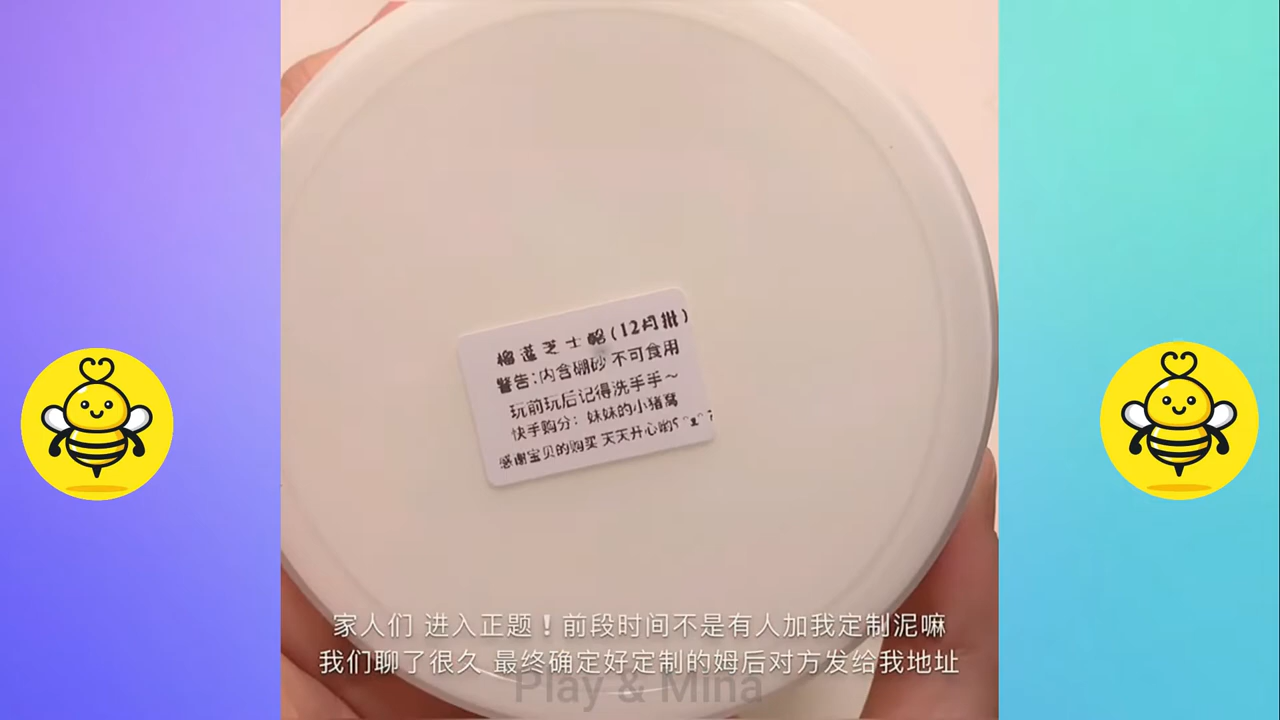 榴莲芝士酪(12月批)
警告:内含硼砂 不可食用
玩前玩后记得洗手手~
快手购分: 妹妹的小猪窝
感谢宝贝的购买 天天开心哟
家人们 进入正题！前段时间不是有人加我定制泥嘛
我们聊了很久 最终确定好定制的姆后对方发给我地址
Play & Mina